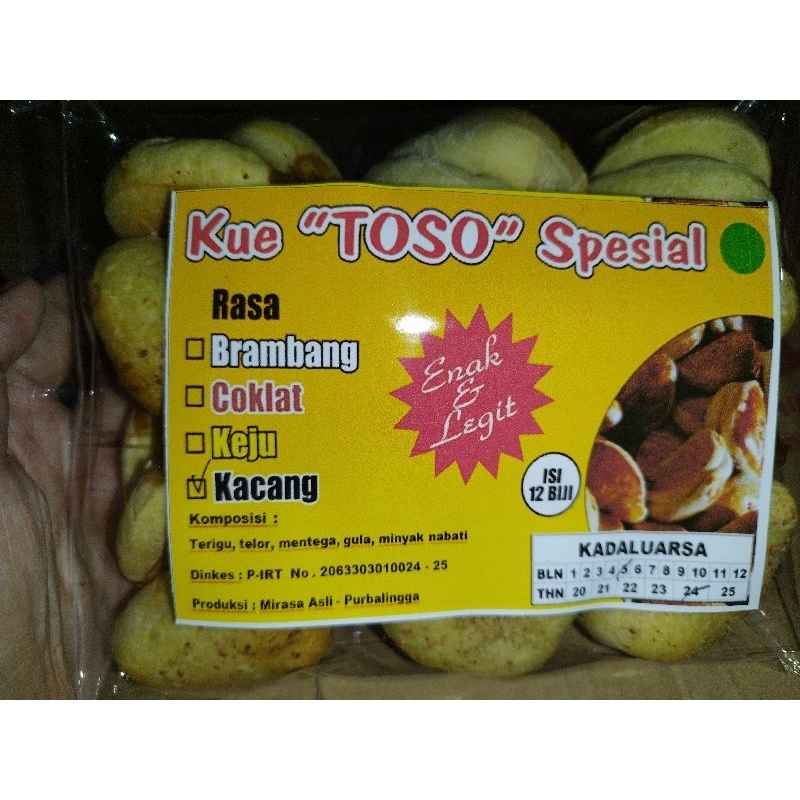 Kue "TOSO" Spesial
Rasa
Brambang
Coklat
Keju
Kacang
Enak
&
Legit
ISI
12 BIJI
Komposisi :
Terigu, telor, mentega, gula, minyak nabati
Dinkes : P-IRT No. 2063303010024 - 25
Produksi : Mirasa Asli - Purbalingga
KADALUARSA
BLN 1 2 3 4 5 6 7 8 9 10 11 12
THN 20 21 22 23 24 25